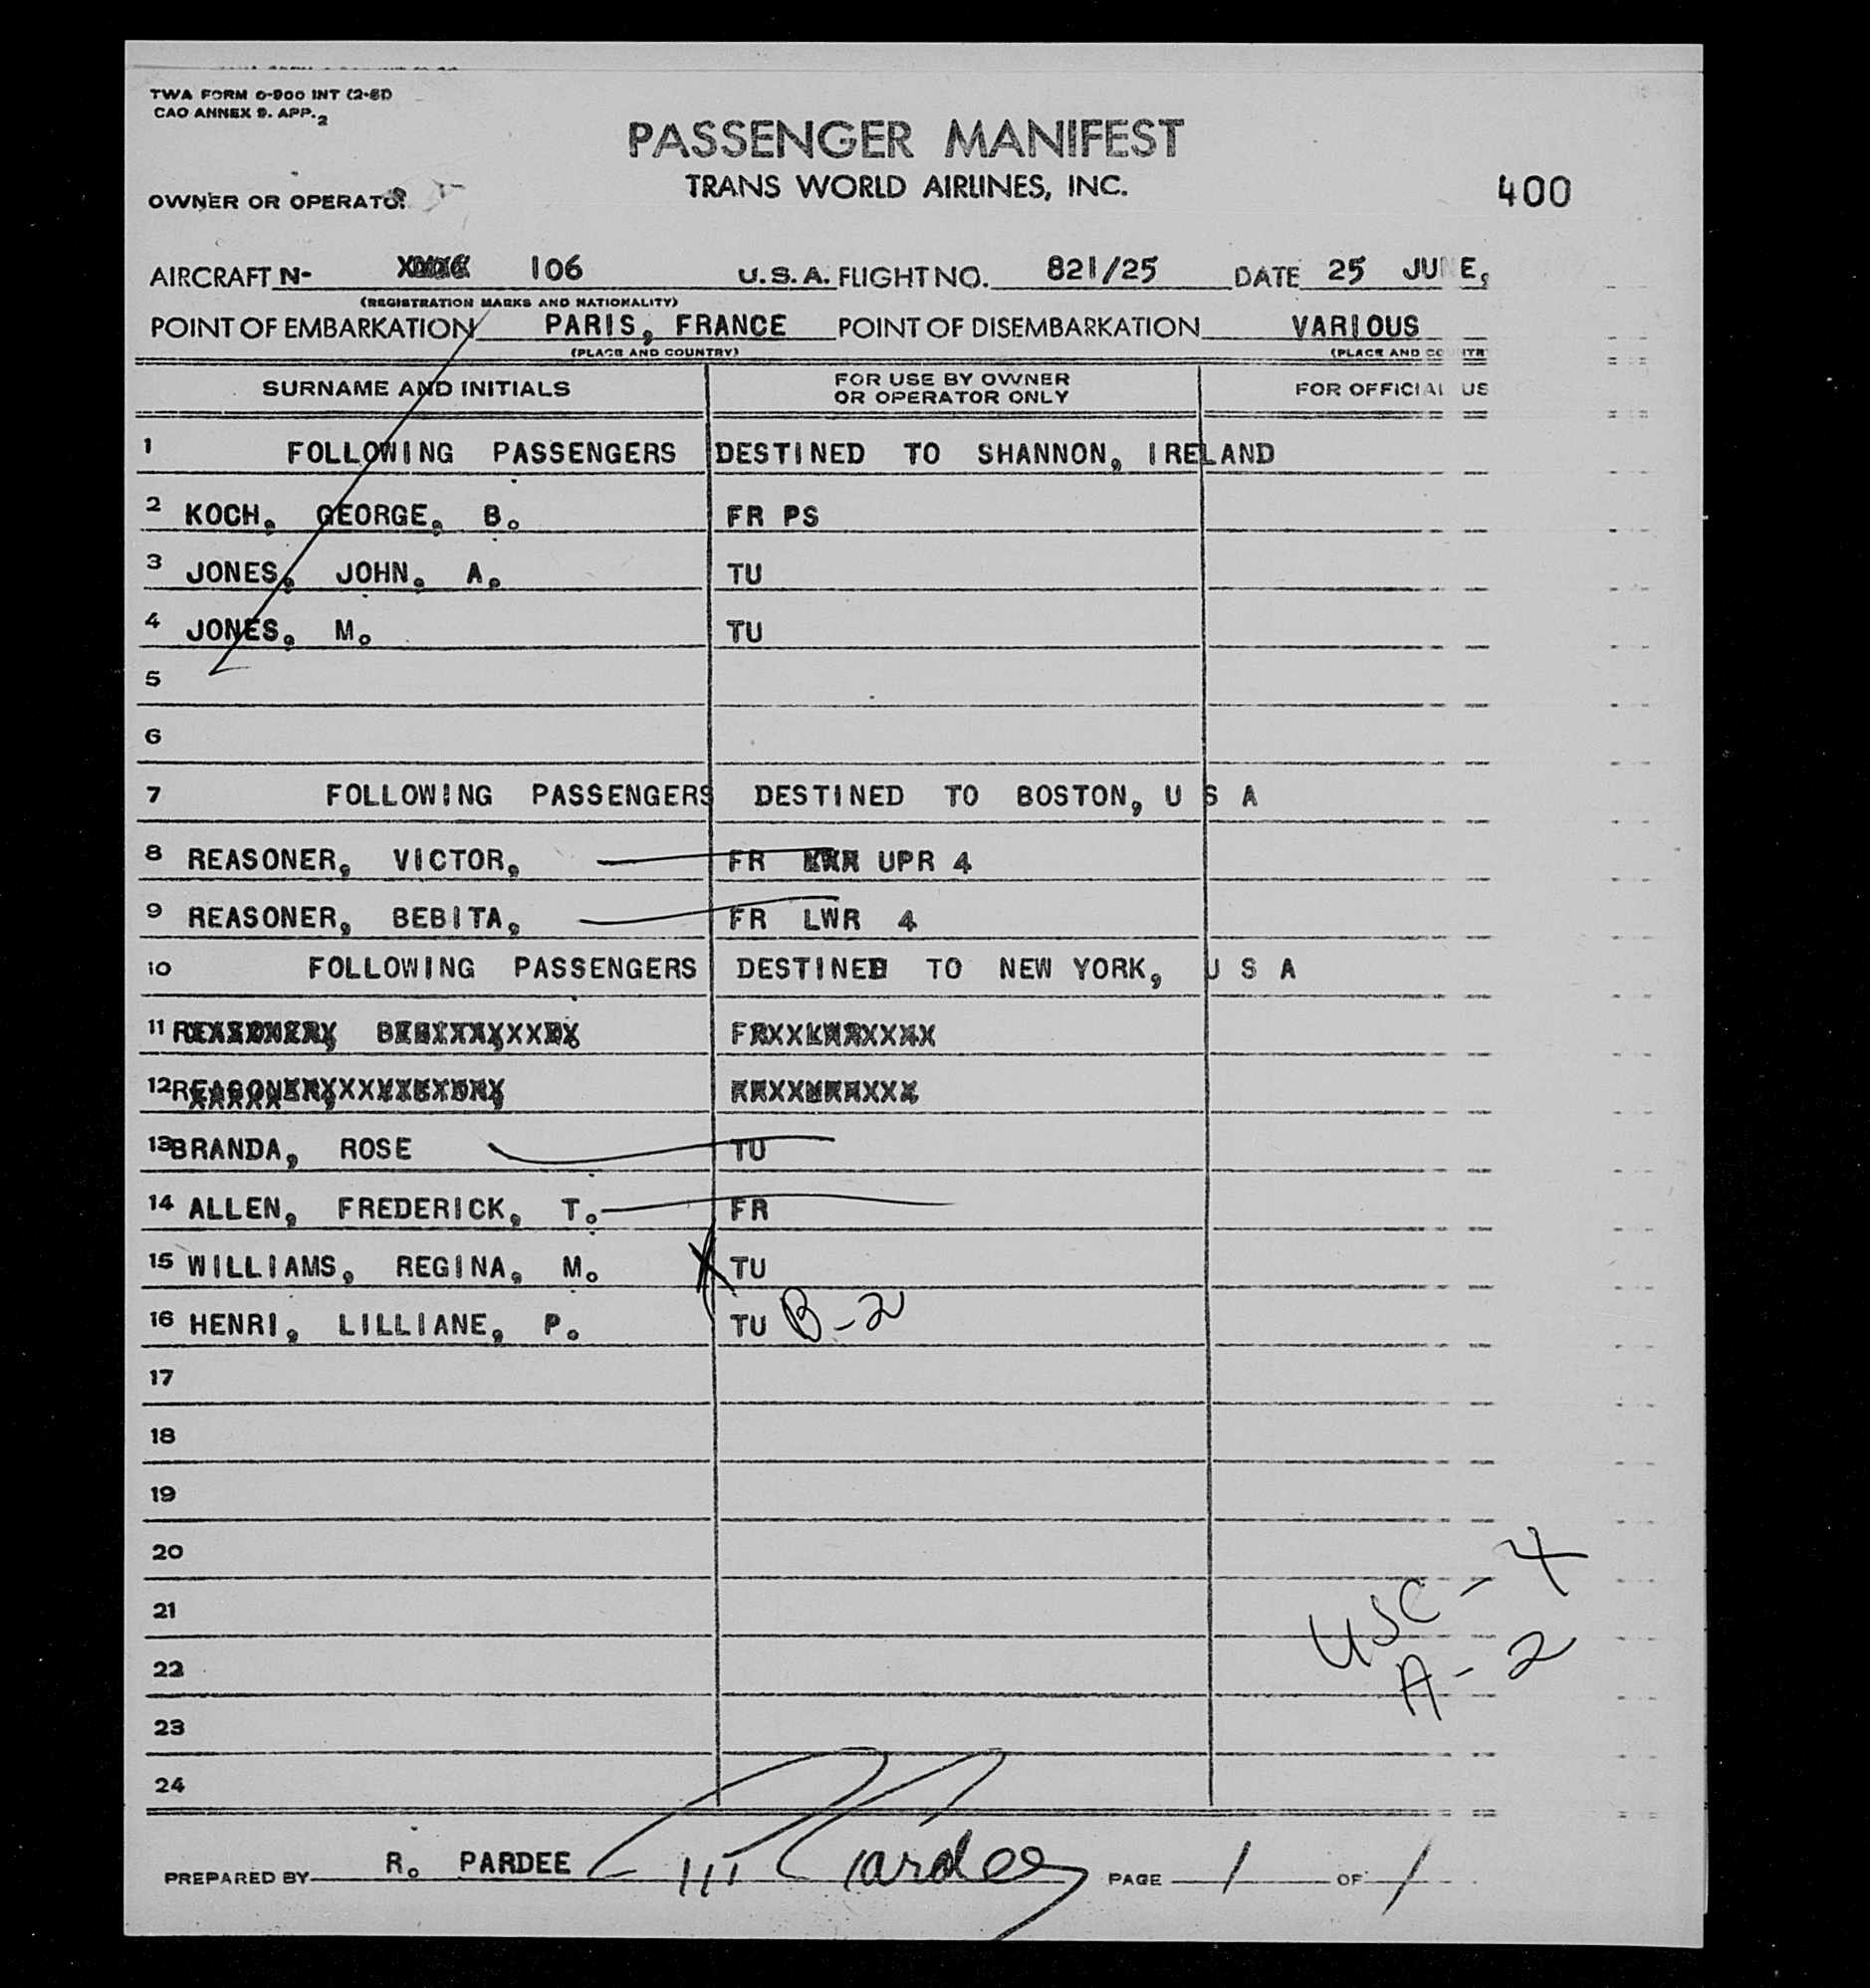 TWA FORM O-900 INT (2-61)
CAO ANNEX 9. APP. 2
PASSENGER MANIFEST
TRANS WORLD AIRLINES, INC.
400
OWNER OR OPERATOR
AIRCRAFT N- 106 U.S.A. FLIGHT NO. 821/25 DATE 25 JUNE,
(REGISTRATION MARKS AND NATIONALITY)
POINT OF EMBARKATION PARIS, FRANCE POINT OF DISEMBARKATION VARIOUS
(PLACE AND COUNTRY) (PLACE AND COUNTR
SURNAME AND INITIALS FOR USE BY OWNER OR OPERATOR ONLY FOR OFFICIAL US
1 FOLLOWING PASSENGERS DESTINED TO SHANNON, IRELAND
2 KOCH, GEORGE, B. FR PS
3 JONES, JOHN, A. TU
4 JONES, M. TU
5
6
7 FOLLOWING PASSENGERS DESTINED TO BOSTON, U S A
8 REASONER, VICTOR, FR UPR 4
9 REASONER, BEBITA, FR LWR 4
10 FOLLOWING PASSENGERS DESTINED TO NEW YORK, U S A
11
12
13 BRANDA, ROSE TU
14 ALLEN, FREDERICK, T. FR
15 WILLIAMS, REGINA, M. TU
16 HENRI, LILLIANE, P. TU B-2
17
18
19
20
21
22
23
24
USC - 4
A - 2
PREPARED BY R. PARDEE Pardee PAGE 1 OF 1